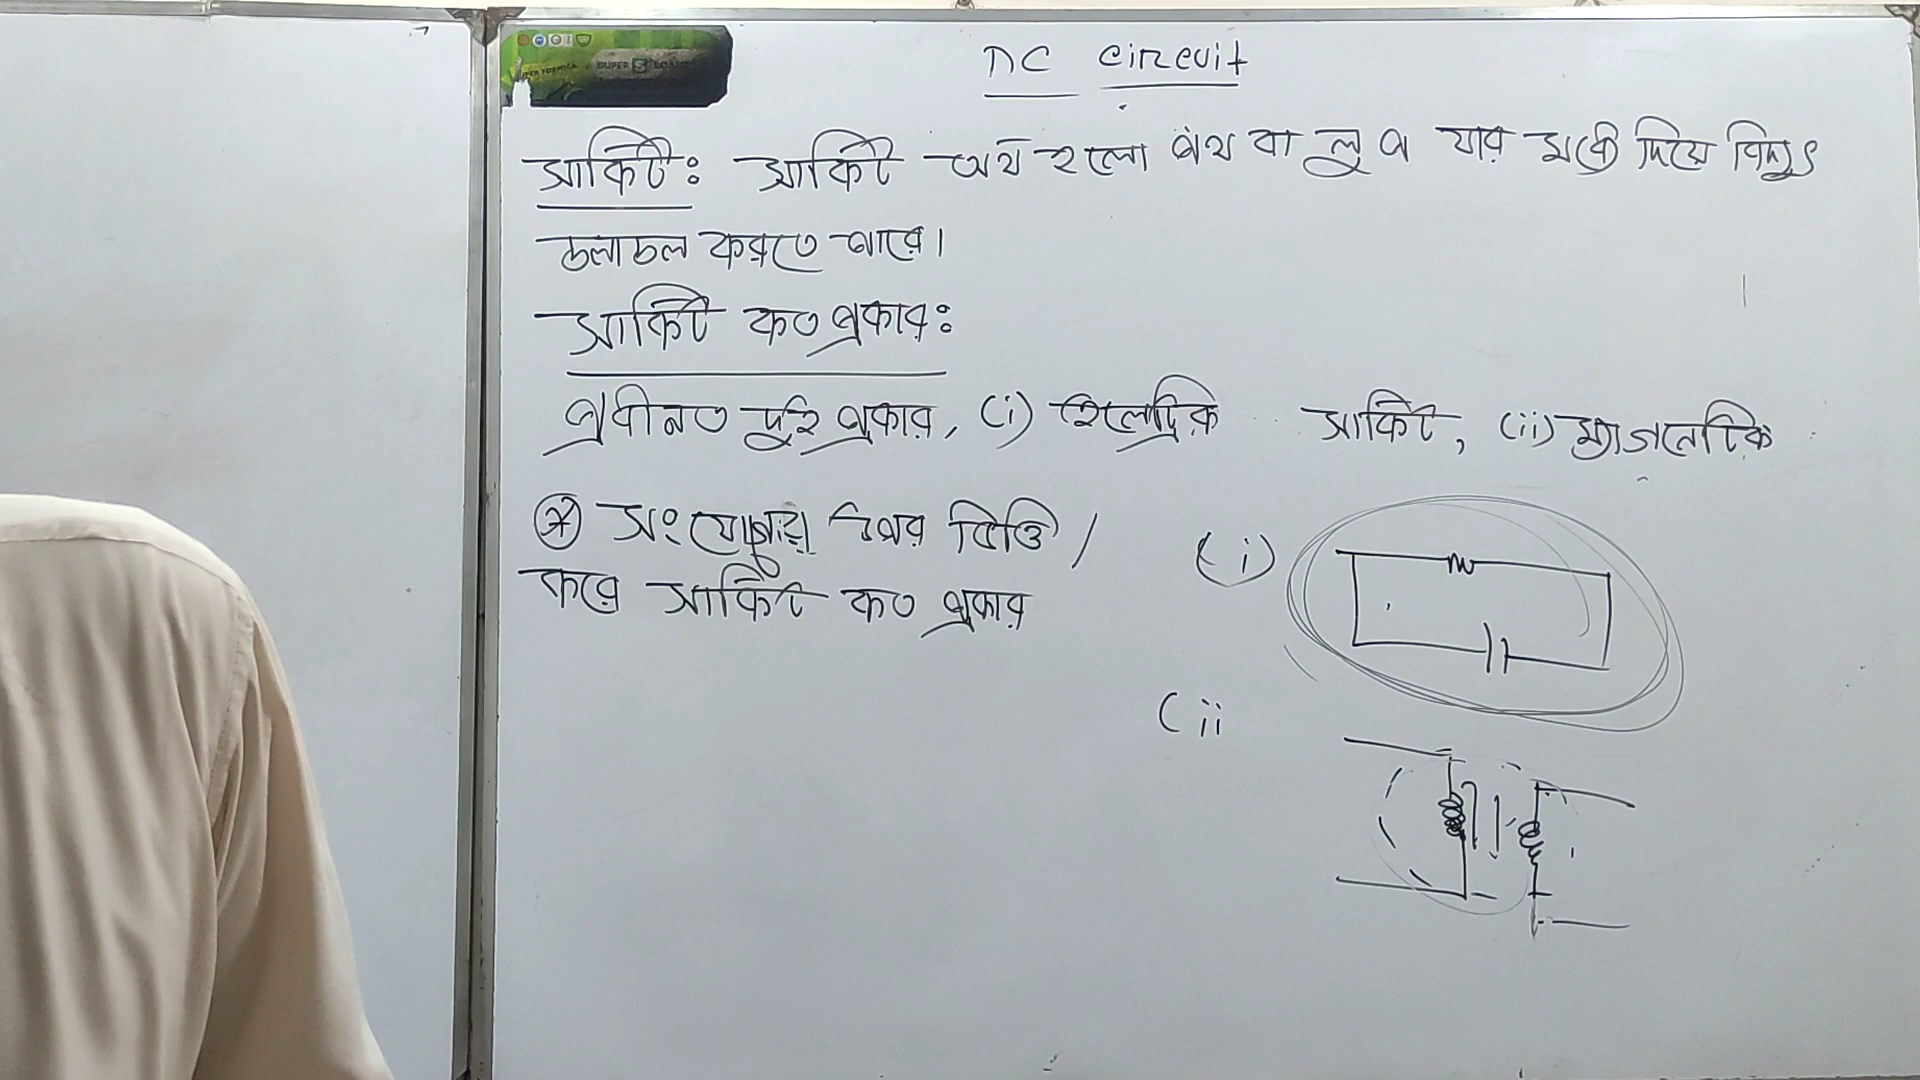 DC circuit
সার্কিটঃ সার্কিট অর্থ হলো পথ বা লুপ যার মধ্যে দিয়ে বিদ্যুৎ
চলাচল করতে পারে।
সার্কিট কত প্রকারঃ
প্রধানত দুই প্রকার, (i) ইলেট্রিক সার্কিট, (ii) ম্যাগনেটিক
সংযোগের উপর ভিত্তি
করে সার্কিট কত প্রকার
(i)
(ii
SUPER